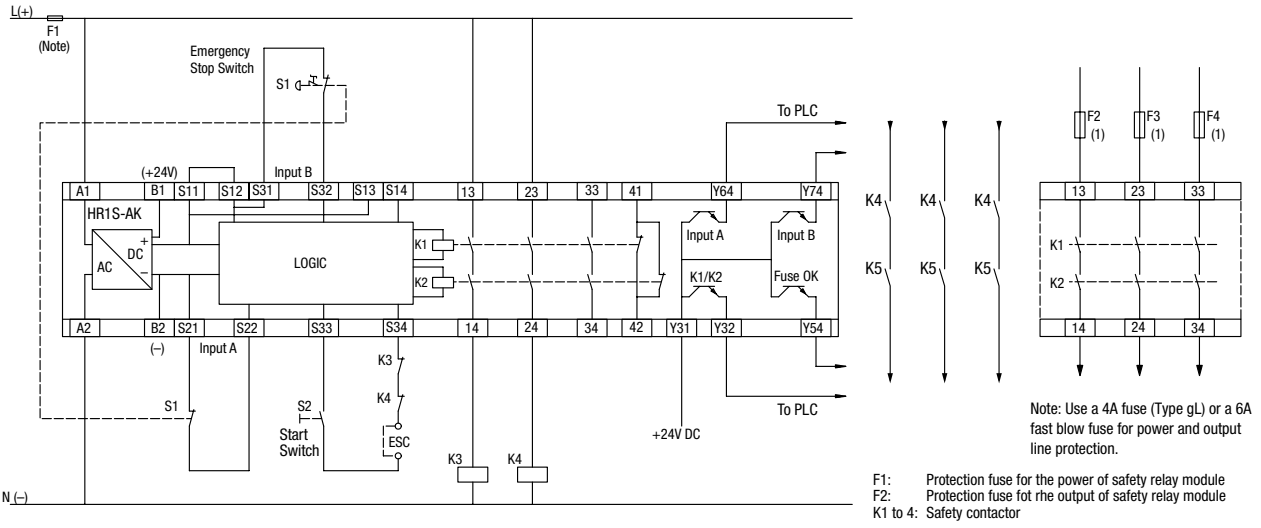 L(+)
F1
(Note)
Emergency
Stop Switch
S1
To PLC
F2
(1)
F3
(1)
F4
(1)
(+24V)
Input B
A1 B1 S11 S12 S31 S32 S13 S14 13 23 33 41 Y64 Y74
13 23 33
HR1S-AK
K4 K4 K4
AC
DC
+
–
LOGIC
K1
K2
Input A
Input B
K1/K2
Fuse OK
K5 K5 K5
K1
K2
A2 B2 S21 S22 S33 S34 14 24 34 42 Y31 Y32 Y54
14 24 34
(–)
Input A
K3
K4
S1
S2
Start
Switch
ESC
+24V DC
To PLC
K3
K4
N (–)
Note: Use a 4A fuse (Type gL) or a 6A
fast blow fuse for power and output
line protection.
F1: Protection fuse for the power of safety relay module
F2: Protection fuse fot rhe output of safety relay module
K1 to 4: Safety contactor